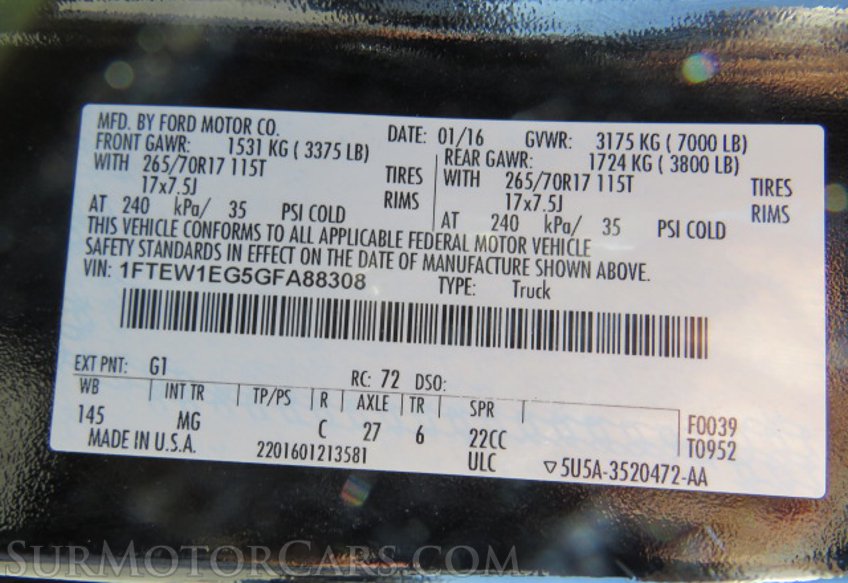 MFD. BY FORD MOTOR CO. DATE: 01/16 GVWR: 3175 KG ( 7000 LB)
FRONT GAWR: 1531 KG ( 3375 LB) REAR GAWR: 1724 KG ( 3800 LB)
WITH 265/70R17 115T TIRES WITH 265/70R17 115T TIRES
17x7.5J RIMS 17x7.5J RIMS
AT 240 kPa/ 35 PSI COLD AT 240 kPa/ 35 PSI COLD
THIS VEHICLE CONFORMS TO ALL APPLICABLE FEDERAL MOTOR VEHICLE
SAFETY STANDARDS IN EFFECT ON THE DATE OF MANUFACTURE SHOWN ABOVE.
VIN: 1FTEW1EG5GFA88308 TYPE: Truck
EXT PNT: G1 RC: 72 DSO:
WB INT TR TP/PS R AXLE TR SPR
145 MG C 27 6 22CC F0039
MADE IN U.S.A. 2201601213581 ULC T0952
▽5U5A-3520472-AA
SURMOTORCARS.COM